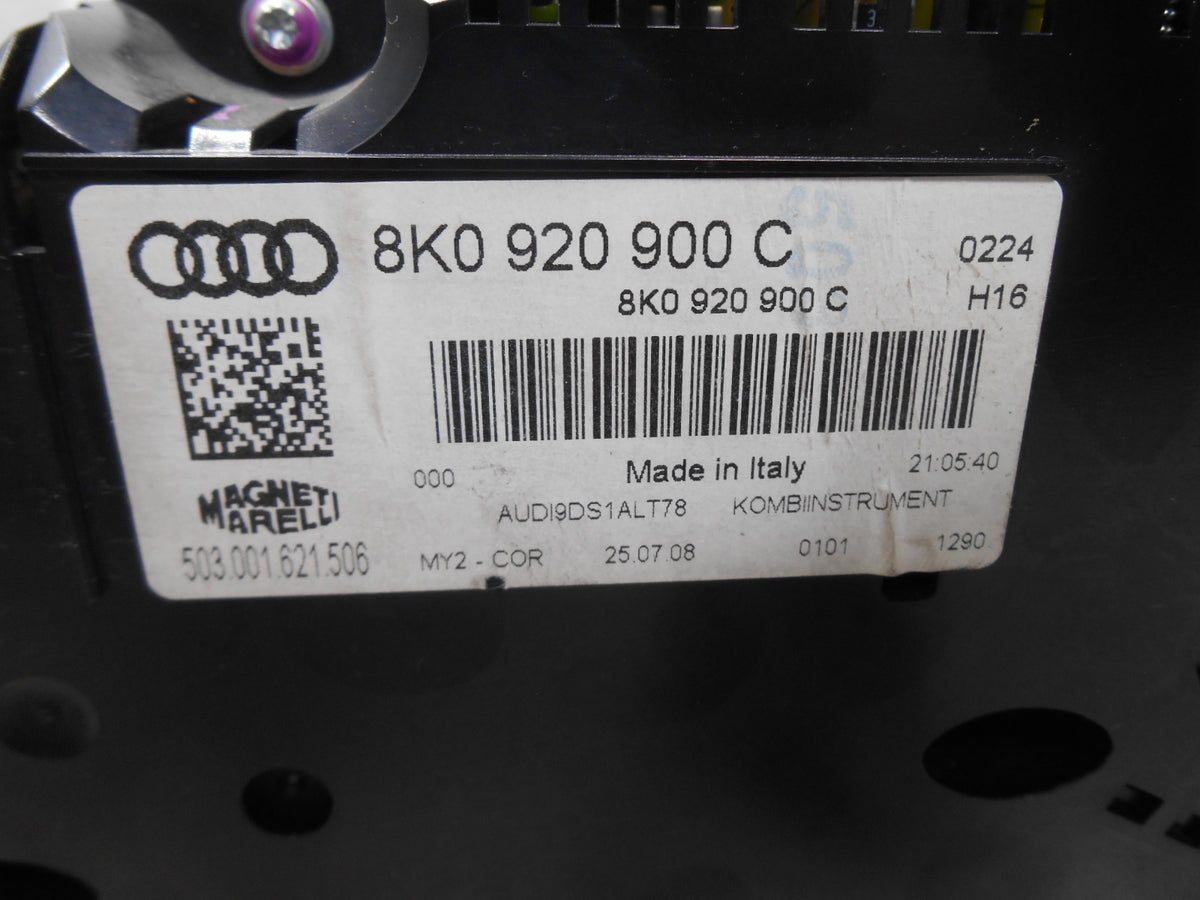 3
8K0 920 900 C
0224
8K0 920 900 C
H16
000
Made in Italy
21:05:40
MAGNETI
MARELLI
AUDI9DS1ALT78
KOMBIINSTRUMENT
503.001.621.506
MY2 - COR
25.07.08
0101
1290